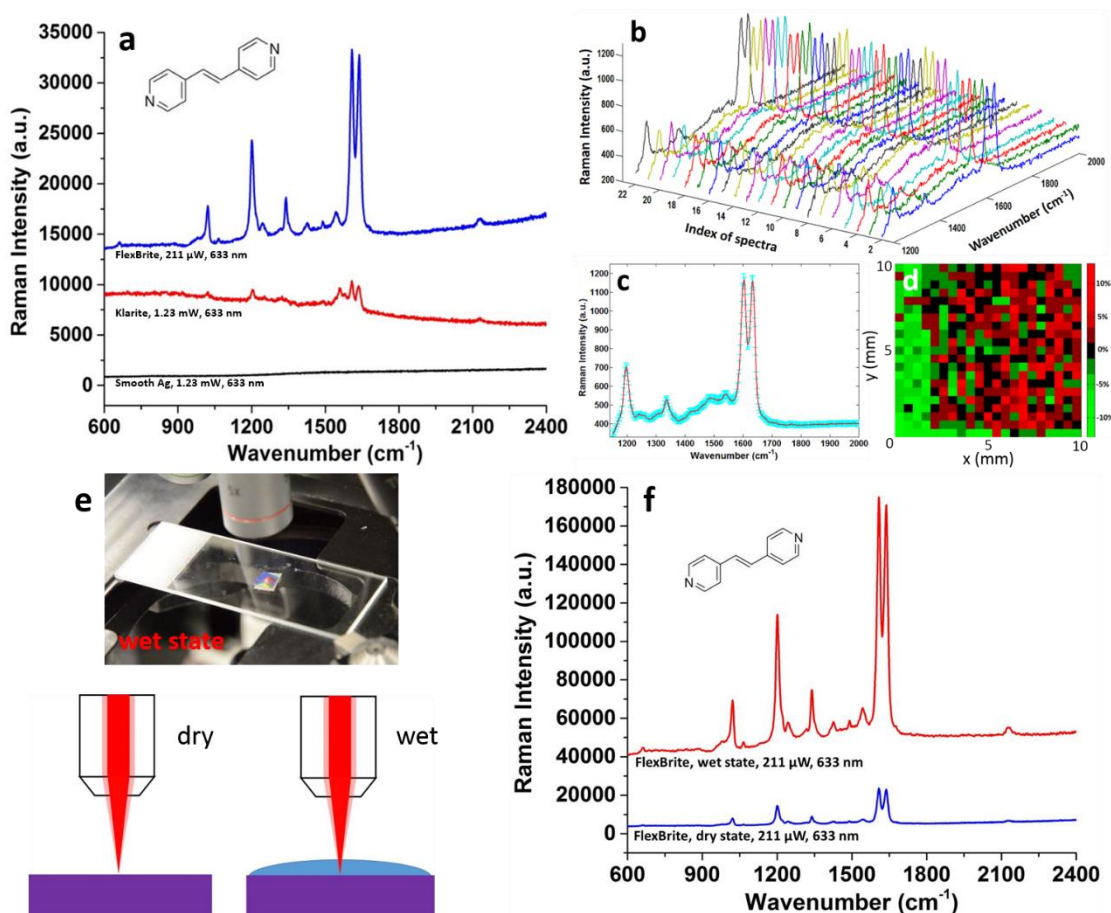 a
N
N
Raman Intensity (a.u.)
35000
30000
25000
20000
15000
10000
5000
0
FlexBrite, 211 µW, 633 nm
Klarite, 1.23 mW, 633 nm
Smooth Ag, 1.23 mW, 633 nm
600 900 1200 1500 1800 2100 2400
Wavenumber (cm-1)
b
Raman Intensity (a.u.)
1200
1000
800
600
400
200
22 20 18 16 14 12 10 8 6 4 2
Index of spectra
1200 1400 1600 1800 2000
Wavenumber (cm-1)
c
Raman Intensity (a.u.)
1200
1100
1000
900
800
700
600
500
400
1200 1300 1400 1500 1600 1700 1800 1900 2000
Wavenumber (cm-1)
d
10
5
0
y (mm)
5 10
x (mm)
10%
5%
0%
-5%
-10%
e
5X
wet state
dry
wet
f
N
N
Raman Intensity (a.u.)
180000
160000
140000
120000
100000
80000
60000
40000
20000
0
FlexBrite, wet state, 211 µW, 633 nm
FlexBrite, dry state, 211 µW, 633 nm
600 900 1200 1500 1800 2100 2400
Wavenumber (cm-1)